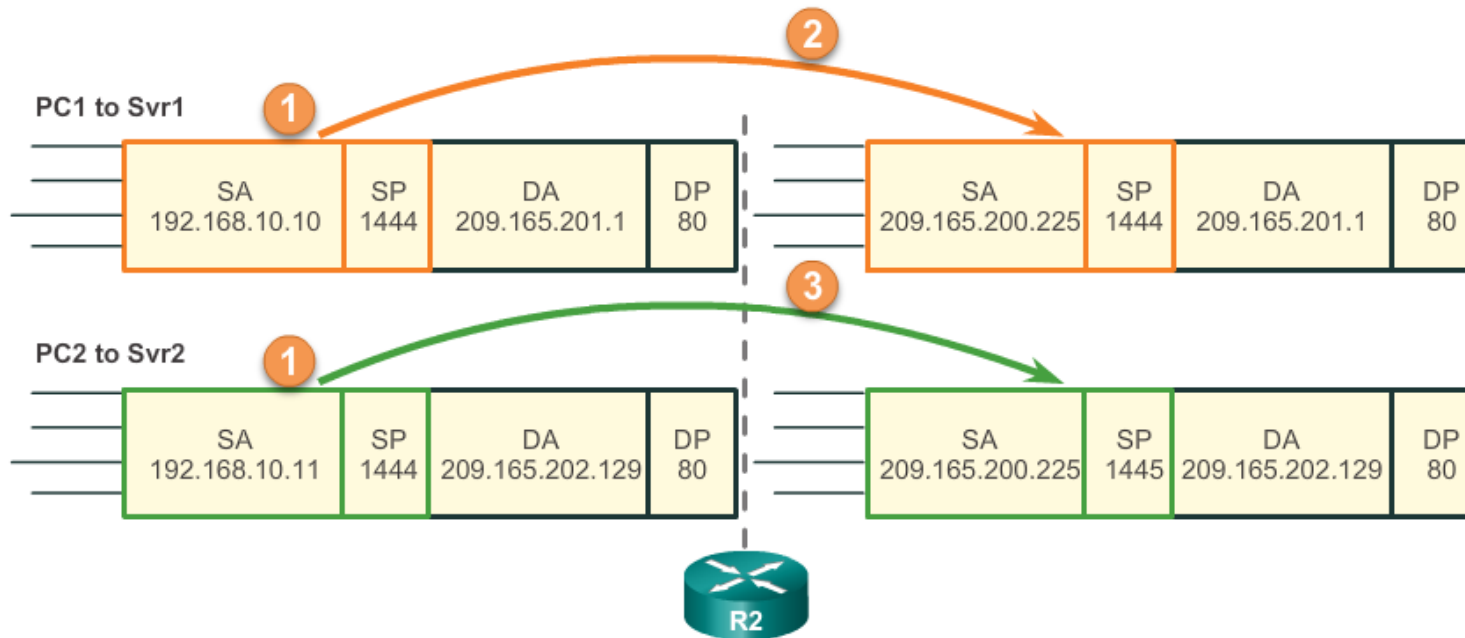 2
PC1 to Svr1
1
SA
192.168.10.10
SP
1444
DA
209.165.201.1
DP
80
SA
209.165.200.225
SP
1444
DA
209.165.201.1
DP
80
3
PC2 to Svr2
1
SA
192.168.10.11
SP
1444
DA
209.165.202.129
DP
80
SA
209.165.200.225
SP
1445
DA
209.165.202.129
DP
80
R2